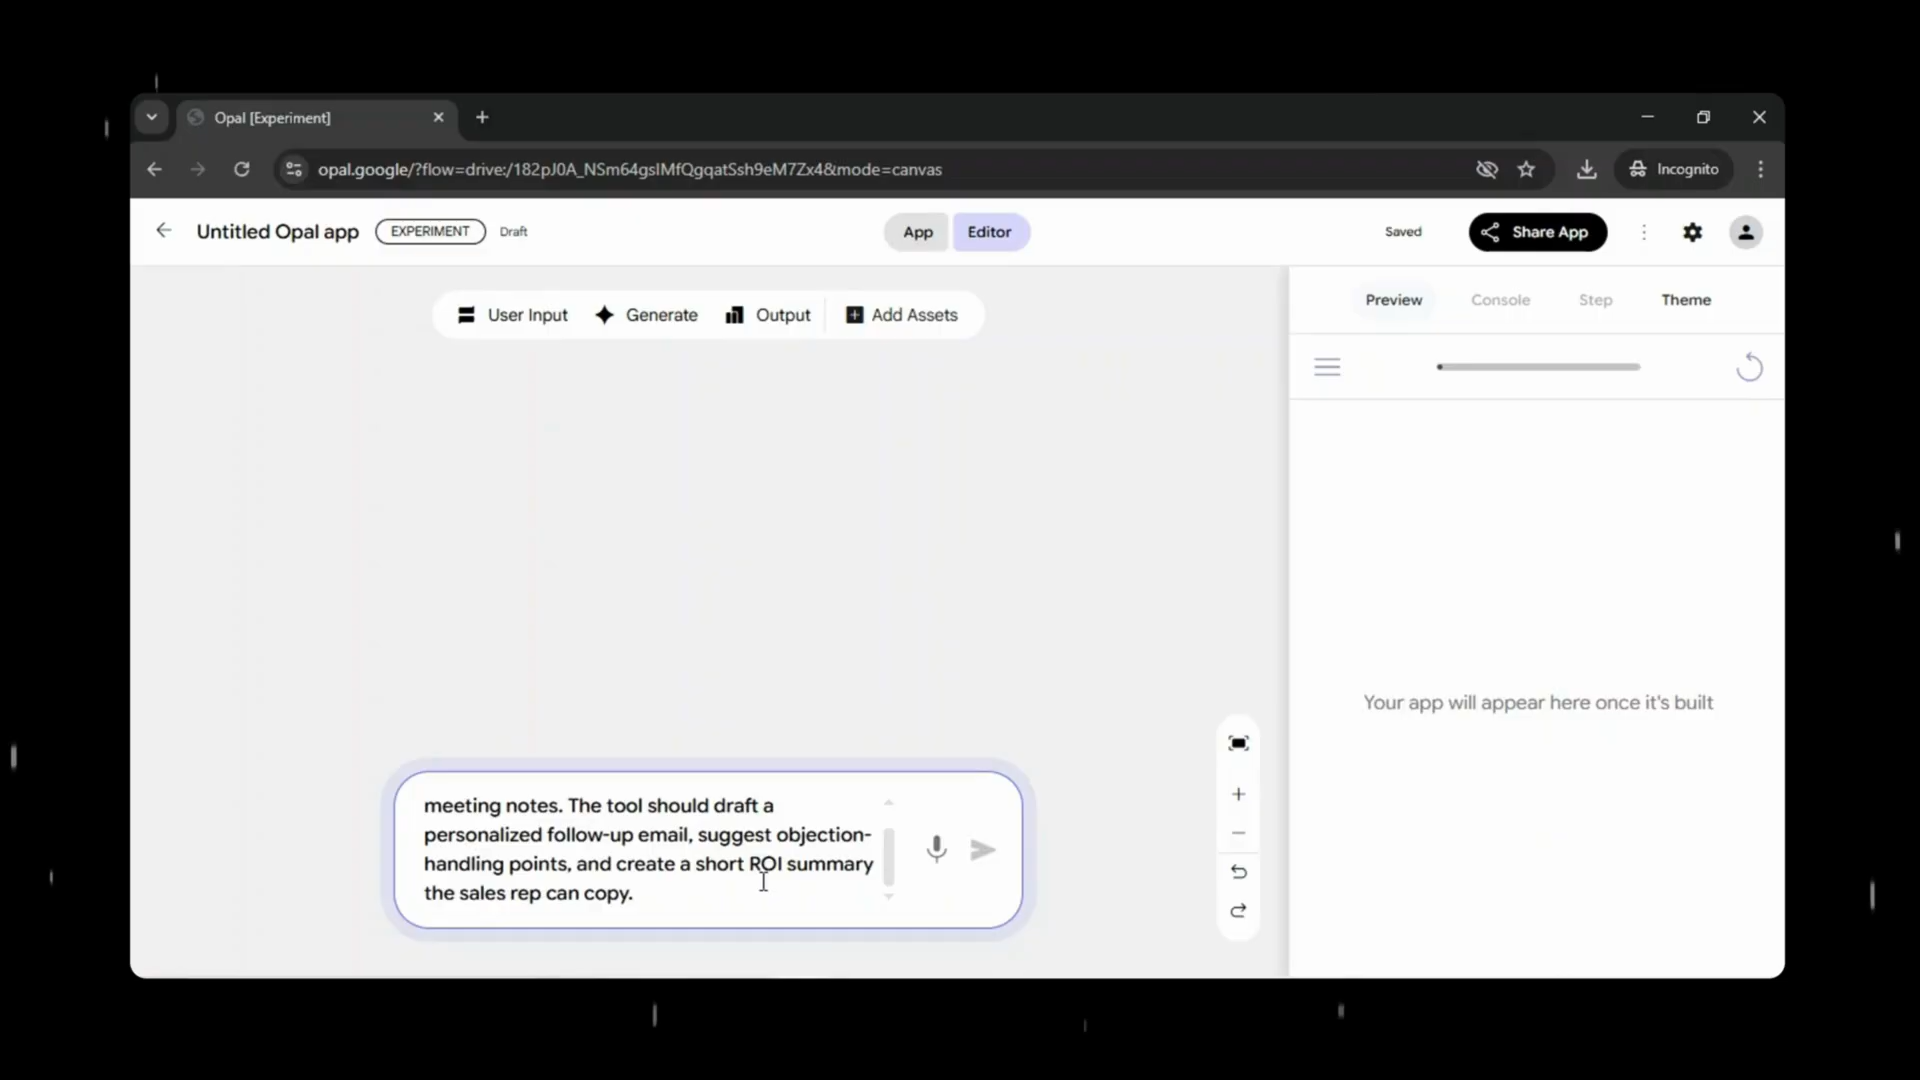 Opal [Experiment]
opal.google/?flow=drive:/182pJ0A_NSm64gslMfQgqatSsh9eM7Zx4&mode=canvas
Incognito
Untitled Opal app
EXPERIMENT
Draft
App
Editor
Saved
Share App
User Input
Generate
Output
Add Assets
Preview
Console
Step
Theme
Your app will appear here once it's built
meeting notes. The tool should draft a
personalized follow-up email, suggest objection-
handling points, and create a short ROI summary
the sales rep can copy.